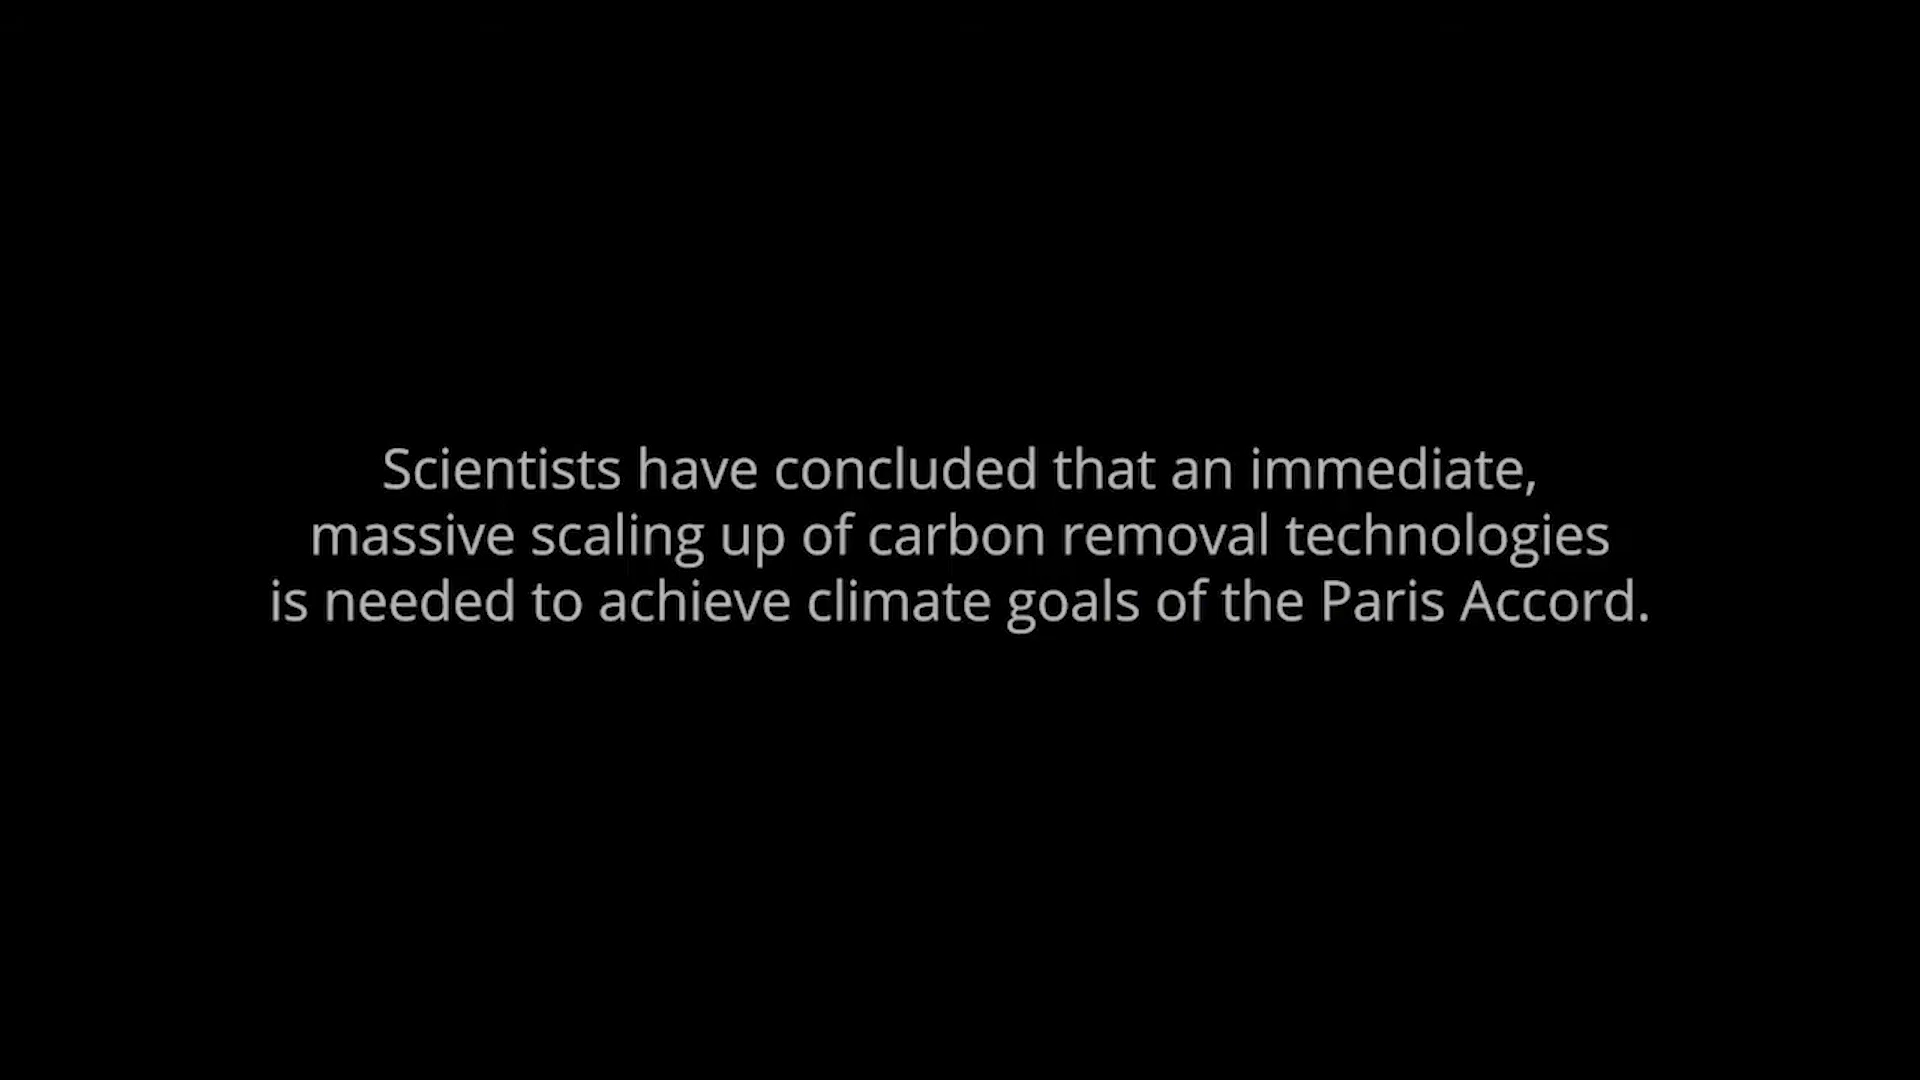 Scientists have concluded that an immediate,
massive scaling up of carbon removal technologies
is needed to achieve climate goals of the Paris Accord.